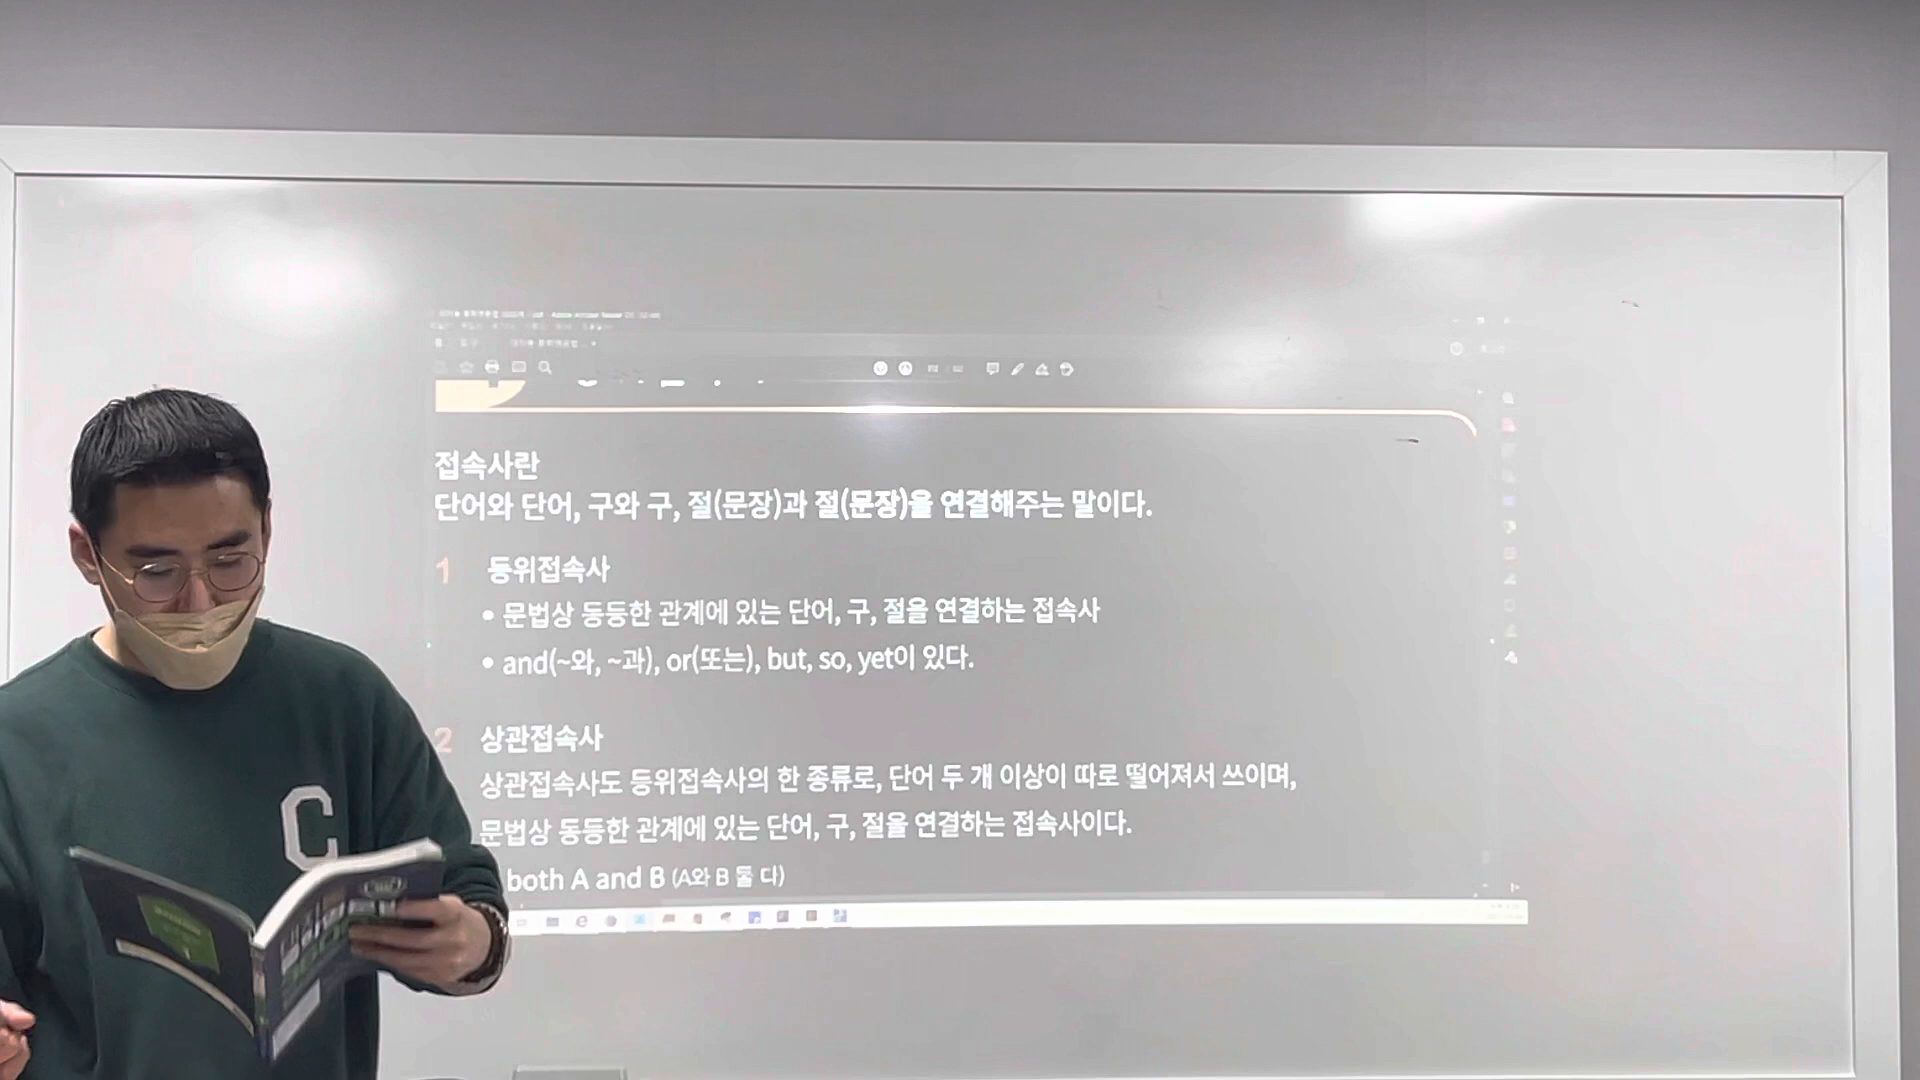 접속사란
단어와 단어, 구와 구, 절(문장)과 절(문장)을 연결해주는 말이다.
1 등위접속사
• 문법상 동등한 관계에 있는 단어, 구, 절을 연결하는 접속사
• and(~와, ~과), or(또는), but, so, yet이 있다.
2 상관접속사
상관접속사도 등위접속사의 한 종류로, 단어 두 개 이상이 따로 떨어져서 쓰이며,
문법상 동등한 관계에 있는 단어, 구, 절을 연결하는 접속사이다.
both A and B (A와 B 둘 다)
C